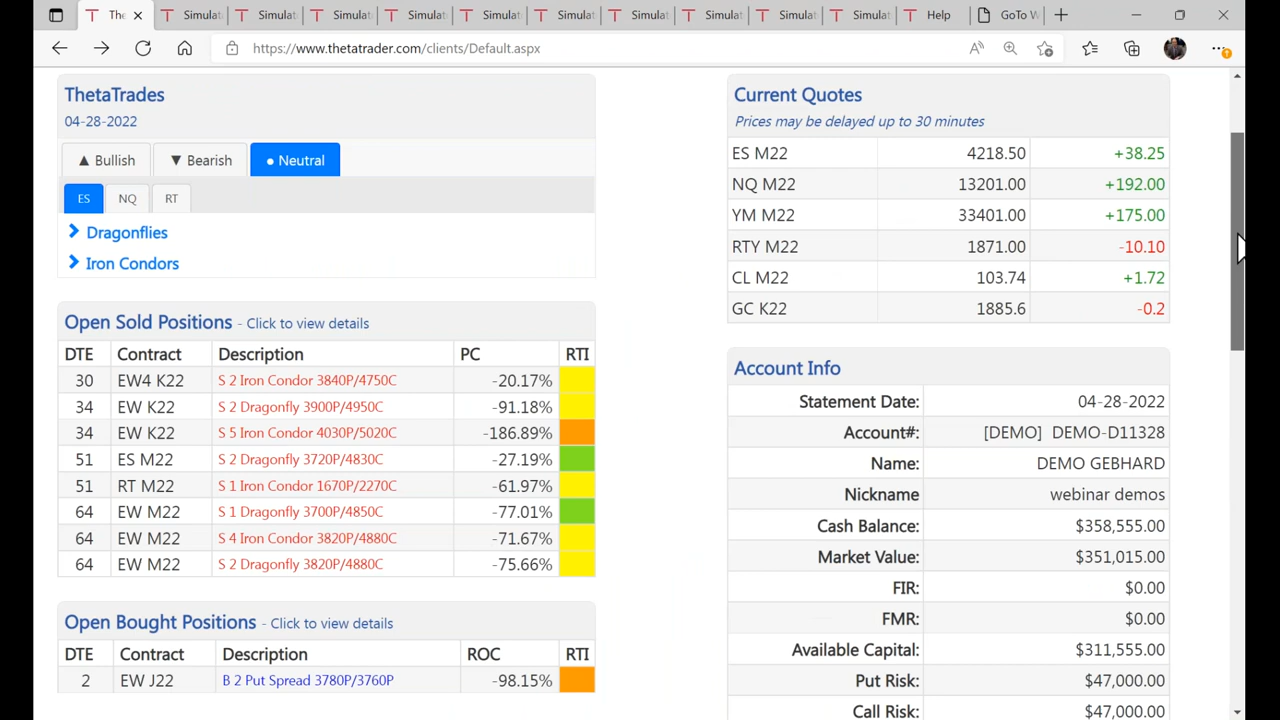 The
Simulat
Simulat
Simulat
Simulat
Simulat
Simulat
Simulat
Simulat
Simulat
Simulat
Help
GoTo W
https://www.thetatrader.com/clients/Default.aspx
ThetaTrades
04-28-2022
▲ Bullish ▼ Bearish ● Neutral
ES NQ RT
Dragonflies
Iron Condors
Open Sold Positions - Click to view details
DTE Contract Description PC RTI
30 EW4 K22 S 2 Iron Condor 3840P/4750C -20.17%
34 EW K22 S 2 Dragonfly 3900P/4950C -91.18%
34 EW K22 S 5 Iron Condor 4030P/5020C -186.89%
51 ES M22 S 2 Dragonfly 3720P/4830C -27.19%
51 RT M22 S 1 Iron Condor 1670P/2270C -61.97%
64 EW M22 S 1 Dragonfly 3700P/4850C -77.01%
64 EW M22 S 4 Iron Condor 3820P/4880C -71.67%
64 EW M22 S 2 Dragonfly 3820P/4880C -75.66%
Open Bought Positions - Click to view details
DTE Contract Description ROC RTI
2 EW J22 B 2 Put Spread 3780P/3760P -98.15%
Current Quotes
Prices may be delayed up to 30 minutes
ES M22 4218.50 +38.25
NQ M22 13201.00 +192.00
YM M22 33401.00 +175.00
RTY M22 1871.00 -10.10
CL M22 103.74 +1.72
GC K22 1885.6 -0.2
Account Info
Statement Date: 04-28-2022
Account#: [DEMO] DEMO-D11328
Name: DEMO GEBHARD
Nickname webinar demos
Cash Balance: $358,555.00
Market Value: $351,015.00
FIR: $0.00
FMR: $0.00
Available Capital: $311,555.00
Put Risk: $47,000.00
Call Risk: $47,000.00